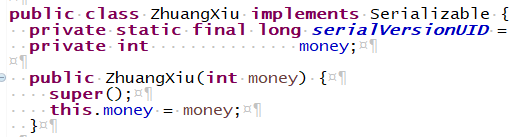 public class ZhuangXiu implements Serializable {
private static final long serialVersionUID =
private int money;
public ZhuangXiu(int money) {
super();
this.money = money;
}